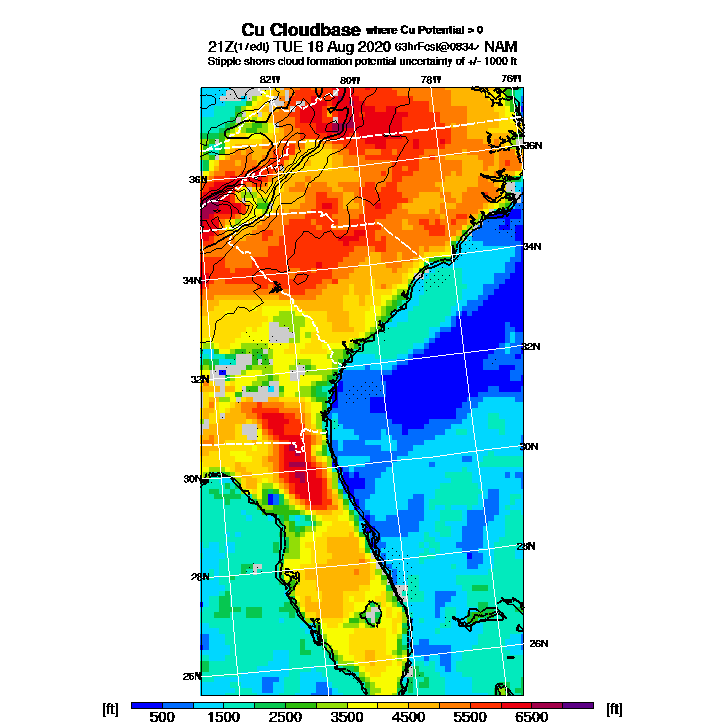 Cu Cloudbase where Cu Potential > 0
21Z(17edt) TUE 18 Aug 2020 63hrFcst@0834z NAM
Stipple shows cloud formation potential uncertainty of +/- 1000 ft
82W 80W 78W 76W
36N
36N
34N
34N
32N
32N
30N
30N
28N
28N
26N
26N
[ft] 500 1500 2500 3500 4500 5500 6500 [ft]